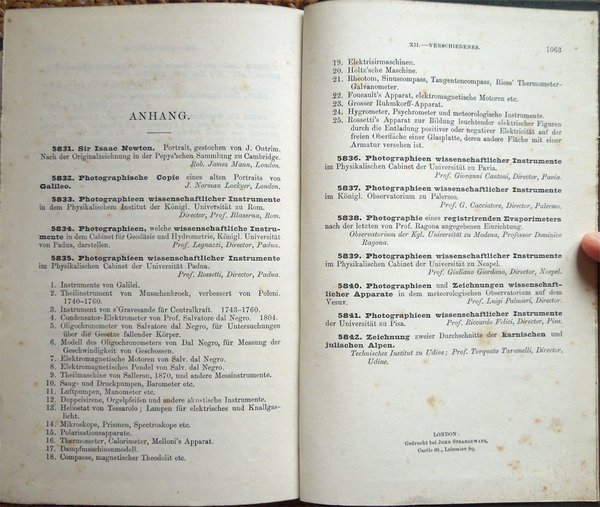 ANHANG.
5831. Sir Isaac Newton. Portrait, gestochen von J. Outrim.
Nach der Originalzeichnung in der Pepys'schen Sammlung zu Cambridge.
Rob. James Mann, London.
5832. Photographische Copie eines alten Portraits von
Galileo. J. Norman Lockyer, London.
5833. Photographieen wissenschaftlicher Instrumente
in dem Physikalischem Institut der Königl. Universität zu Rom.
Director, Prof. Blaserna, Rom.
5834. Photographieen, welche wissenschaftliche Instru-
mente in dem Cabinet für Geodäsie und Hydrometrie, Königl. Universität
von Padua, darstellen. Prof. Legnazzi, Director, Padua.
5835. Photographieen wissenschaftlicher Instrumente
im Physikalischen Cabinet der Universität Padua.
Prof. Rossetti, Director, Padua.
1. Instrumente von Galilei.
2. Theilinstrument von Musschenbroek, verbessert von Poleni.
1740–1760.
3. Instrument von s'Gravesande für Centralkraft. 1743–1760.
4. Condensator-Elektrometer von Prof. Salvatore dal Negro. 1804.
5. Oligochronometer von Salvatore dal Negro, für Untersuchungen
über die Gesetze fallender Körper.
6. Modell des Oligochronometers von Dal Negro, für Messung der
Geschwindigkeit von Geschossen.
7. Elektromagnetische Motoren von Salv. dal Negro.
8. Elektromagnetisches Pendel von Salv. dal Negro.
9. Theilmaschine von Salleron, 1870, und andere Messinstrumente.
10. Saug- und Druckpumpen, Barometer etc.
11. Luftpumpen, Manometer etc.
12. Doppelsirene, Orgelpfeifen und andere akustische Instrumente.
13. Heliostat von Tessarolo; Lampen für elektrisches und Knallgas-
licht.
14. Mikroskope, Prismen, Spectroskope etc.
15. Polarisationsapparate.
16. Thermometer, Calorimeter, Melloni's Apparat.
17. Dampfmaschinenmodell.
18. Compasse, magnetischer Theodolit etc.
XII.—VERSCHIEDENES. 1063
19. Elektrisirmaschinen.
20. Holtz'sche Maschine.
21. Rheotom, Sinuscompass, Tangentencompass, Riess' Thermometer-
Galvanometer.
22. Foucault's Apparat, elektromagnetische Motoren etc.
23. Grosser Ruhmkorff-Apparat.
24. Hygrometer, Psychrometer und meteorologische Instrumente.
25. Rossetti's Apparat zur Bildung leuchtender elektrischer Figuren
durch die Entladung positiver oder negativer Elektricität auf der
freien Oberfläche einer Glasplatte, deren andere Fläche mit einer
Armatur versehen ist.
5836. Photographieen wissenschaftlicher Instrumente
im Physikalischen Cabinet der Universität zu Pavia.
Prof. Giovanni Cantoni, Director, Pavia.
5837. Photographieen wissenschaftlicher Instrumente
im Königl. Observatorium zu Palermo.
Prof. G. Cacciatore, Director, Palermo.
5838. Photographie eines registrirenden Evaporimeters
nach der letzten von Prof. Ragona angegebenen Einrichtung.
Observatorium der Kgl. Universität zu Modena, Professor Dominico
Ragona.
5839. Photographieen wissenschaftlicher Instrumente
im Physikalischen Cabinet der Universität zu Neapel.
Prof. Giuliano Giordano, Director, Neapel.
5840. Photographieen und Zeichnungen wissenschaft-
licher Apparate in dem meteorologischen Observatorium auf dem
Vesuv. Prof. Luigi Palmieri, Director.
5841. Photographieen wissenschaftlicher Instrumente
der Universität zu Pisa. Prof. Riccardo Felici, Director, Pisa.
5842. Zeichnung zweier Durchschnitte der karnischen und
julischen Alpen.
Technisches Institut zu Udine; Prof. Torquato Taramelli, Director,
Udine.
LONDON:
Gedruckt bei JOHN STRANGEWAYS,
Castle St., Leicester Sq.